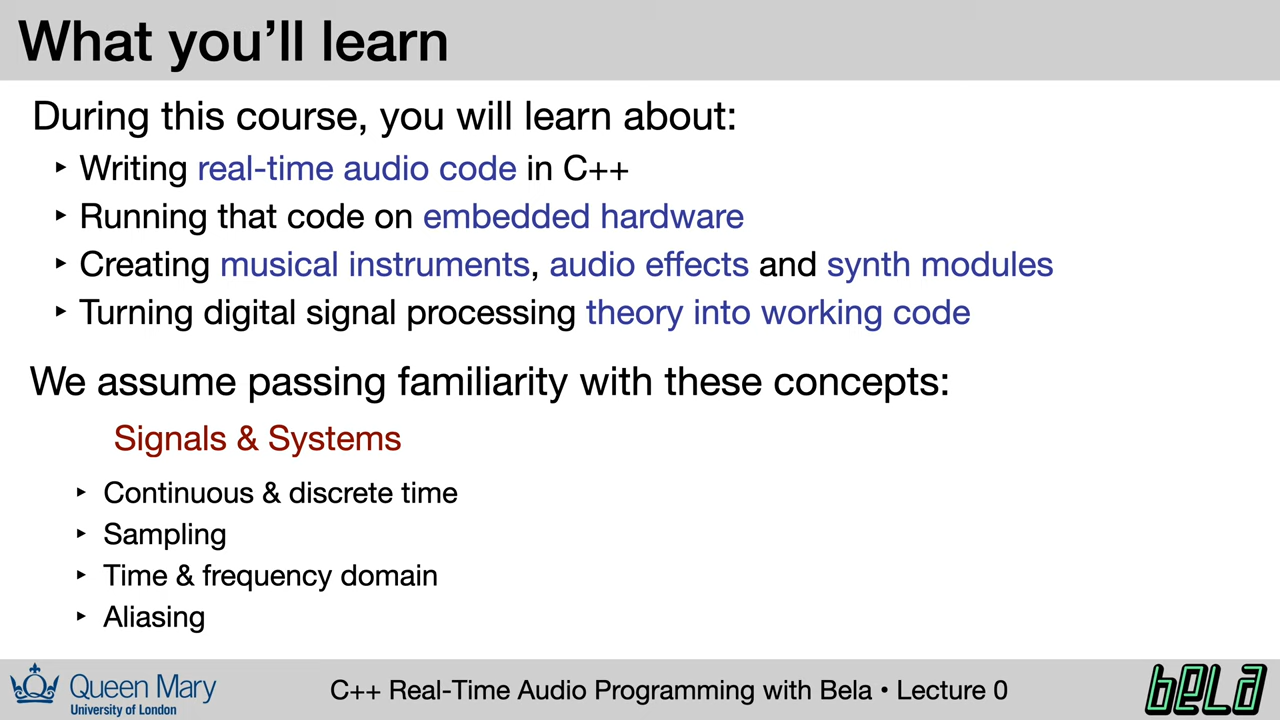 What you’ll learn
During this course, you will learn about:
‣ Writing real-time audio code in C++
‣ Running that code on embedded hardware
‣ Creating musical instruments, audio effects and synth modules
‣ Turning digital signal processing theory into working code
We assume passing familiarity with these concepts:
Signals & Systems
‣ Continuous & discrete time
‣ Sampling
‣ Time & frequency domain
‣ Aliasing
Queen Mary
University of London
C++ Real-Time Audio Programming with Bela • Lecture 0
beLa